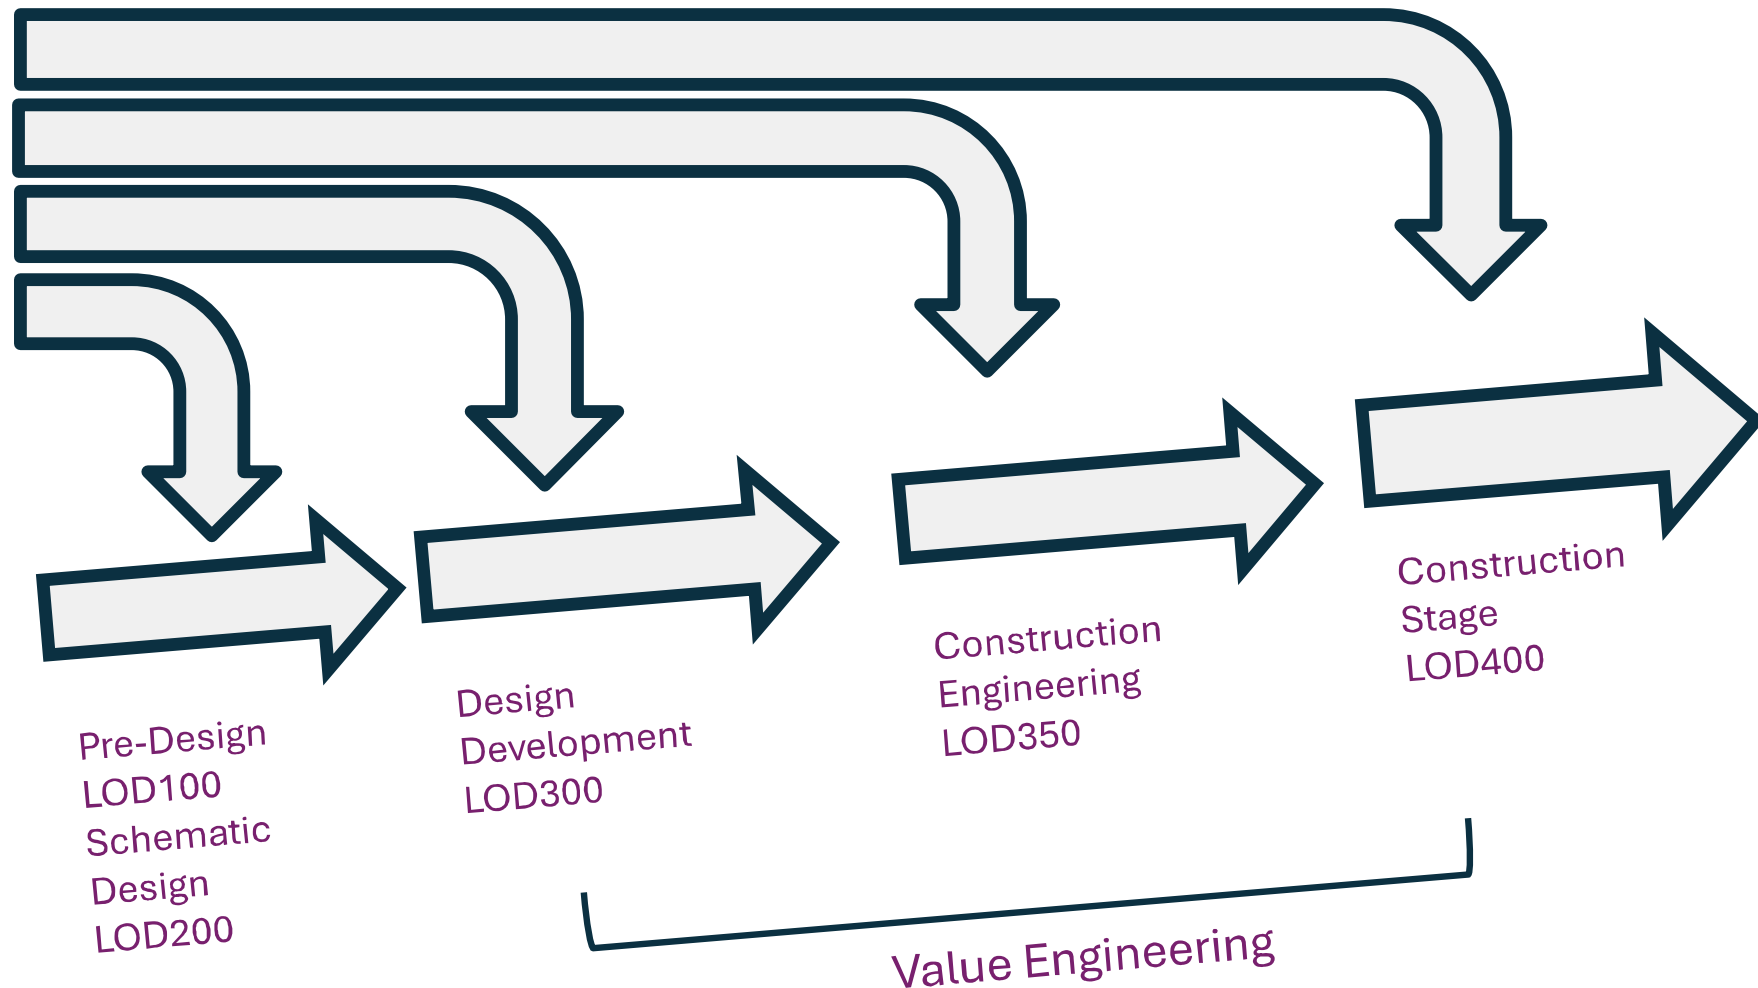 Pre-Design
LOD100
Schematic
Design
LOD200
Design
Development
LOD300
Construction
Engineering
LOD350
Construction
Stage
LOD400
Value Engineering